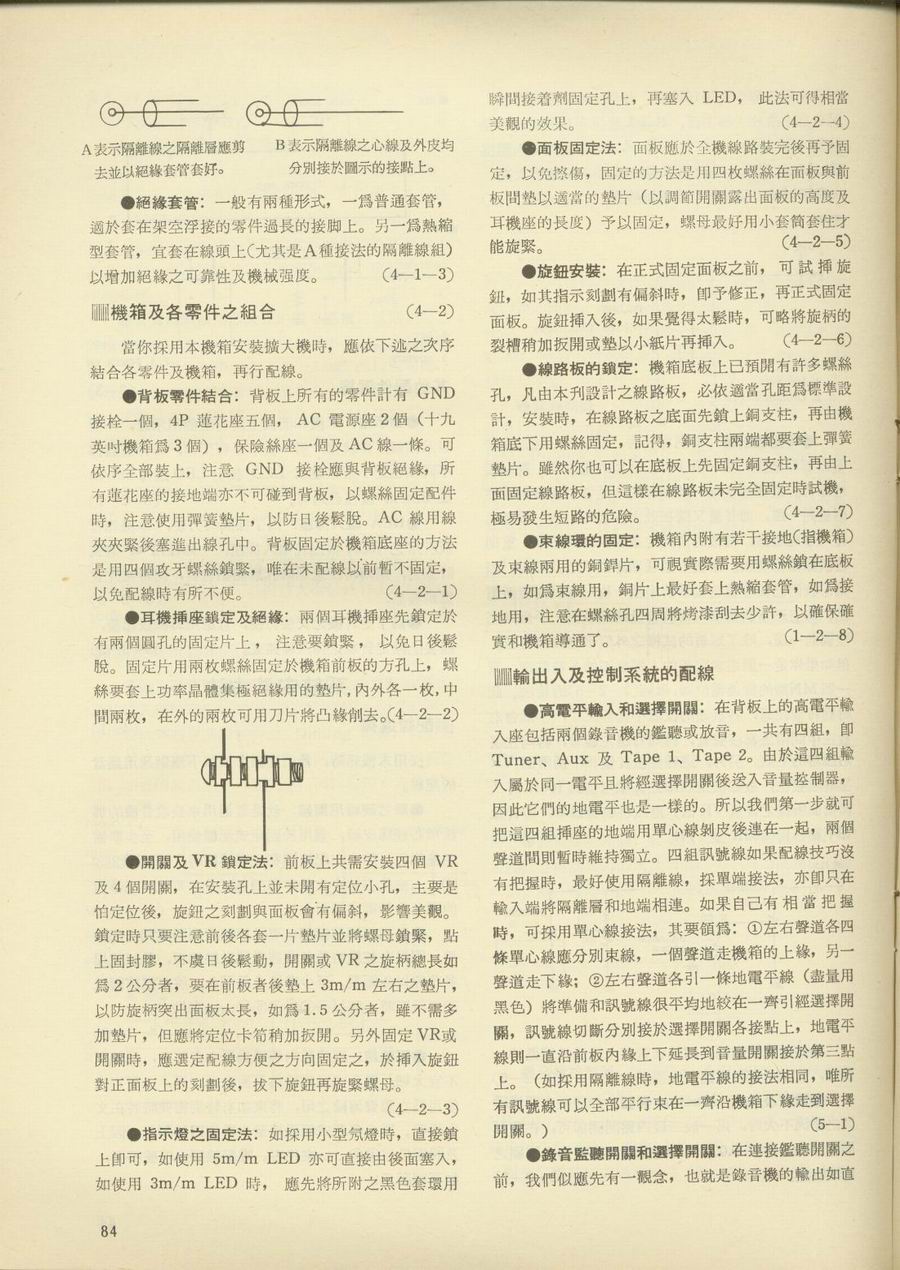 A表示隔離線之隔離層應剪
去並以絕緣套管套好。
B表示隔離線之心線及外皮均
分別接於圖示的接點上。
●絕緣套管：一般有兩種形式，一爲普通套管，
適於套在架空浮接的零件過長的接脚上。另一爲熱縮
型套管，宜套在線頭上（尤其是A種接法的隔離線組）
以增加絕緣之可靠性及機械强度。 （4—1—3）
機箱及各零件之組合 （4—2）
當你採用本機箱安裝擴大機時，應依下述之次序
結合各零件及機箱，再行配線。
●背板零件結合：背板上所有的零件計有 GND
接栓一個，4P 蓮花座五個， AC 電源座2個（十九
英吋機箱爲3個），保險絲座一個及AC線一條。可
依序全部裝上，注意 GND 接栓應與背板絕緣，所
有蓮花座的接地端亦不可碰到背板，以螺絲固定配件
時，注意使用彈簧墊片，以防日後鬆脫。AC 線用線
夾夾緊後塞進出線孔中。背板固定於機箱底座的方法
是用四個攻牙螺絲鎖緊，唯在未配線以前暫不固定，
以免配線時有所不便。 （4—2—1）
●耳機揷座鎖定及絕緣：兩個耳機揷座先鎖定於
有兩個圓孔的固定片上， 注意要鎖緊， 以免日後鬆
脫。固定片用兩枚螺絲固定於機箱前板的方孔上，螺
絲要套上功率晶體集極絕緣用的墊片，內外各一枚，中
間兩枚，在外的兩枚可用刀片將凸緣削去。（4—2—2）
●開關及VR鎖定法：前板上共需安裝四個 VR
及4個開關，在安裝孔上並未開有定位小孔，主要是
怕定位後，旋鈕之刻劃與面板會有偏斜，影響美觀。
鎖定時只要注意前後各套一片墊片並將螺母鎖緊，點
上固封膠，不虞日後鬆動，開關或VR之旋柄總長如
爲2公分者，要在前板者後墊上 3m/m 左右之墊片，
以防旋柄突出面板太長，如爲1.5公分者，雖不需多
加墊片，但應將定位卡筍稍加扳開。另外固定VR或
開關時，應選定配線方便之方向固定之，於揷入旋鈕
對正面板上的刻劃後，拔下旋鈕再旋緊螺母。
（4—2—3）
●指示燈之固定法：如採用小型氖燈時，直接鎖
上卽可，如使用 5m/m LED 亦可直接由後面塞入，
如使用 3m/m LED 時， 應先將所附之黑色套環用
84
瞬間接着劑固定孔上，再塞入 LED， 此法可得相當
美觀的效果。 （4—2—4）
●面板固定法：面板應於全機線路裝完後再予固
定，以免擦傷，固定的方法是用四枚螺絲在面板與前
板間墊以適當的墊片（以調節開關露出面板的高度及
耳機座的長度）予以固定，螺母最好用小套筒套住才
能旋緊。 （4—2—5）
●旋鈕安裝：在正式固定面板之前， 可試揷旋
鈕，如其指示刻劃有偏斜時，卽予修正，再正式固定
面板。旋鈕揷入後，如果覺得太鬆時，可略將旋柄的
裂槽稍加扳開或墊以小紙片再揷入。 （4—2—6）
●線路板的鎖定：機箱底板上已預開有許多螺絲
孔，凡由本刋設計之線路板，必依適當孔距爲標準設
計，安裝時，在線路板之底面先鎖上銅支柱，再由機
箱底下用螺絲固定，記得，銅支柱兩端都要套上彈簧
墊片。雖然你也可以在底板上先固定銅支柱，再由上
面固定線路板，但這樣在線路板未完全固定時試機，
極易發生短路的危險。 （4—2—7）
●束線環的固定：機箱內附有若干接地（指機箱）
及束線兩用的銅銲片，可視實際需要用螺絲鎖在底板
上，如爲束線用，銅片上最好套上熱縮套管，如爲接
地用，注意在螺絲孔四周將烤漆刮去少許，以確保確
實和機箱導通了。 （1—2—8）
輸出入及控制系統的配線
●高電平輸入和選擇開關：在背板上的高電平輸
入座包括兩個錄音機的鑑聽或放音，一共有四組，卽
Tuner、Aux 及 Tape 1、Tape 2。由於這四組輸
入屬於同一電平且將經選擇開關後送入音量控制器，
因此它們的地電平也是一樣的。所以我們第一步就可
把這四組揷座的地端用單心線剝皮後連在一起，兩個
聲道間則暫時維持獨立。四組訊號線如果配線技巧沒
有把握時，最好使用隔離線，採單端接法，亦卽只在
輸入端將隔離層和地端相連。如果自己有相當把握
時，可採用單心線接法，其要領爲：①左右聲道各四
條單心線應分別束線，一個聲道走機箱的上緣，另一
聲道走下緣；②左右聲道各引一條地電平線（盡量用
黑色）將準備和訊號線很平均地絞在一齊引經選擇開
關，訊號線切斷分別接於選擇開關各接點上，地電平
線則一直沿前板內緣上下延長到音量開關接於第三點
上。（如採用隔離線時，地電平線的接法相同，唯所
有訊號線可以全部平行束在一齊沿機箱下緣走到選擇
開關。） （5—1）
●錄音監聽開關和選擇開關：在連接鑑聽開關之
前，我們似應先有一觀念，也就是錄音機的輸出如直